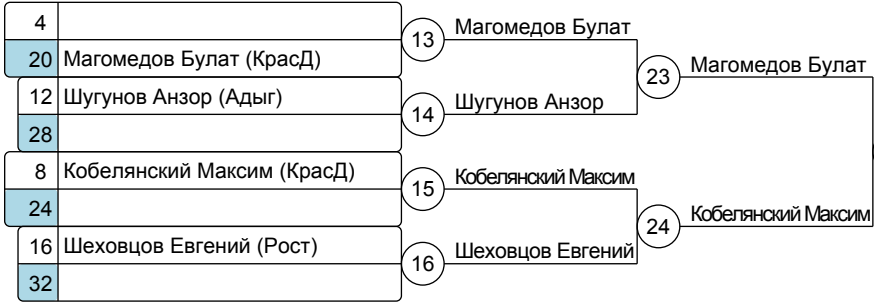 4
13
Магомедов Булат
20 Магомедов Булат (КрасД)
23
Магомедов Булат
12 Шугунов Анзор (Адыг)
14
Шугунов Анзор
28
8 Кобелянский Максим (КрасД)
15
Кобелянский Максим
24
24
Кобелянский Максим
16 Шеховцов Евгений (Рост)
16
Шеховцов Евгений
32